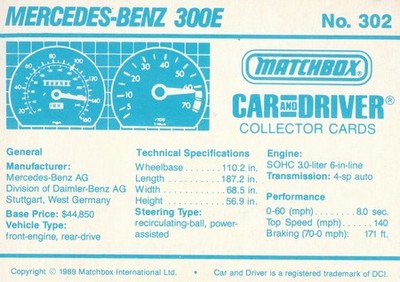 MERCEDES-BENZ 300E
No. 302
MATCHBOX
CAR AND DRIVER®
COLLECTOR CARDS
General
Manufacturer:
Mercedes-Benz AG
Division of Daimler-Benz AG
Stuttgart, West Germany
Base Price: $44,850
Vehicle Type:
front-engine, rear-drive
Technical Specifications
Wheelbase . . . . . . . 110.2 in.
Length . . . . . . . . . . 187.2 in.
Width . . . . . . . . . . . 68.5 in.
Height . . . . . . . . . . . 56.9 in.
Steering Type:
recirculating-ball, power-
assisted
Engine:
SOHC 3.0-liter 6-in-line
Transmission: 4-sp auto
Performance
0-60 (mph) . . . . . . . . 8.0 sec.
Top Speed (mph) . . . . . 140
Braking (70-0 mph): 171 ft.
Copyright © 1989 Matchbox International Ltd. • Car and Driver is a registered trademark of DCI.